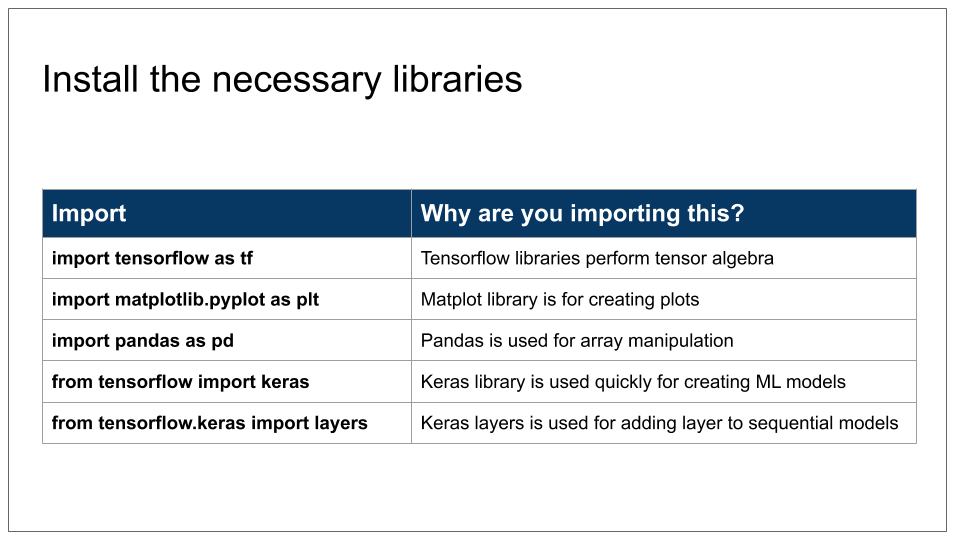 Install the necessary libraries
Import Why are you importing this?
import tensorflow as tf Tensorflow libraries perform tensor algebra
import matplotlib.pyplot as plt Matplot library is for creating plots
import pandas as pd Pandas is used for array manipulation
from tensorflow import keras Keras library is used quickly for creating ML models
from tensorflow.keras import layers Keras layers is used for adding layer to sequential models